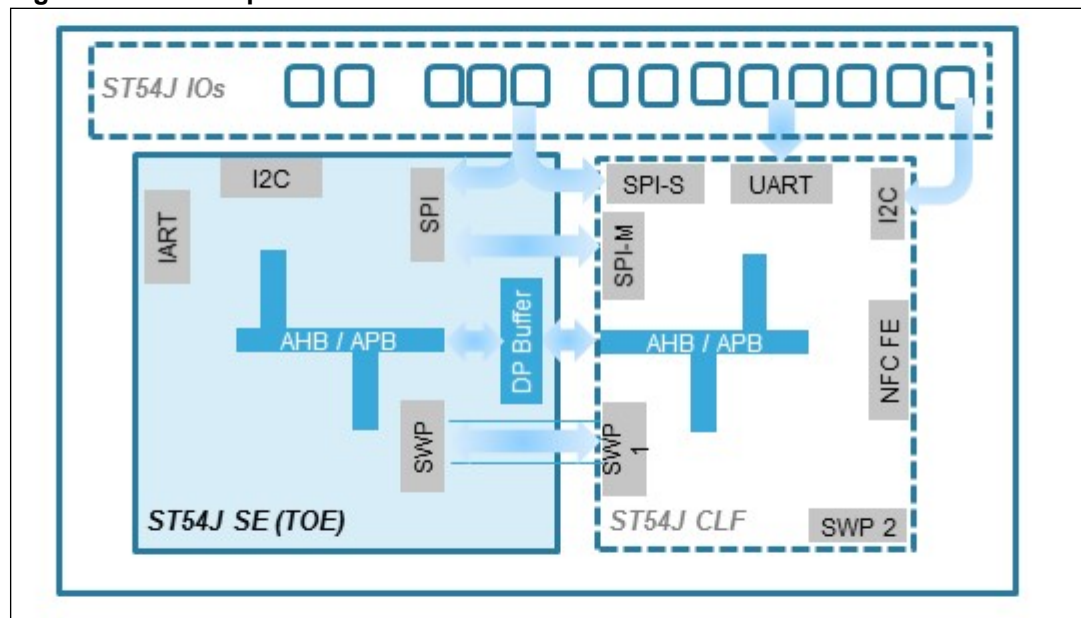 ST54J IOs
I2C
SPI
IART
SPI-S
UART
I2C
SPI-M
AHB / APB
DP Buffer
AHB / APB
NFC FE
SWP
SWP 1
ST54J SE (TOE)
ST54J CLF
SWP 2